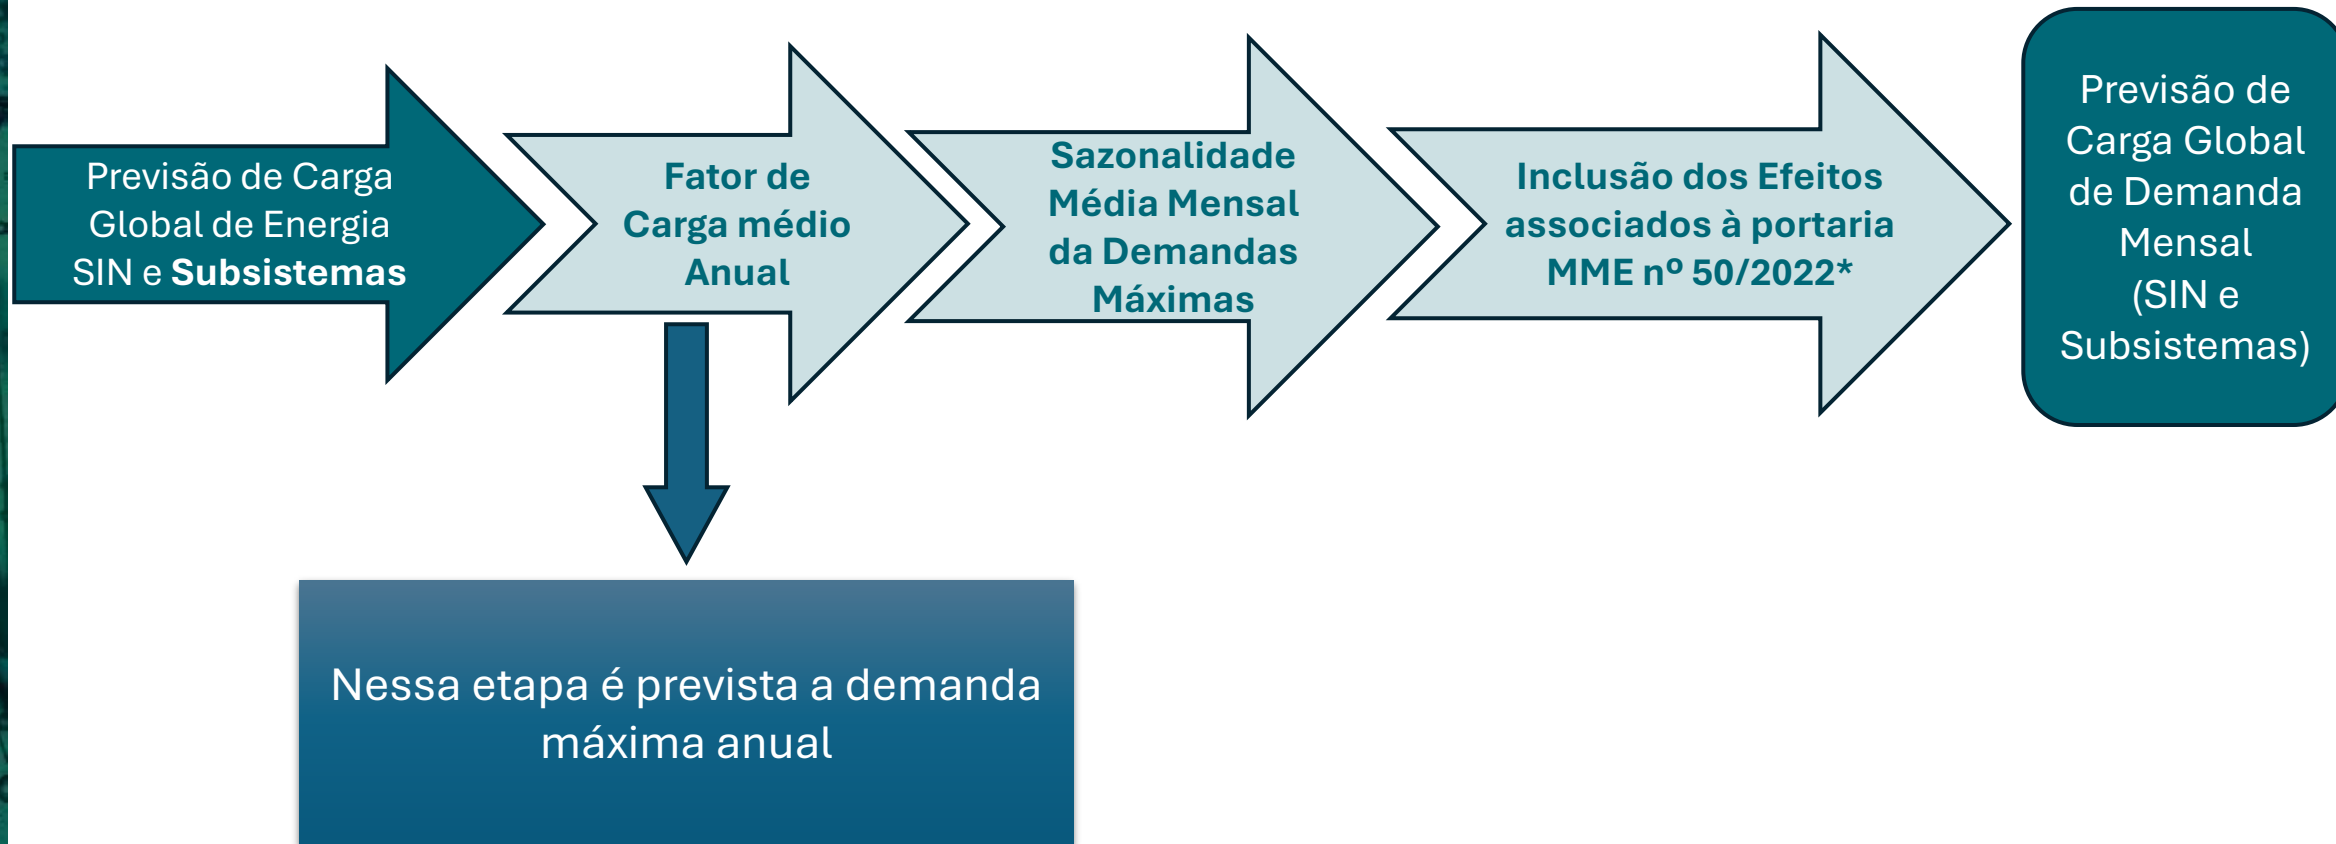 Previsão de Carga
Global de Energia
SIN e Subsistemas
Fator de
Carga médio
Anual
Sazonalidade
Média Mensal
da Demandas
Máximas
Inclusão dos Efeitos
associados à portaria
MME nº 50/2022*
Previsão de
Carga Global
de Demanda
Mensal
(SIN e
Subsistemas)
Nessa etapa é prevista a demanda
máxima anual